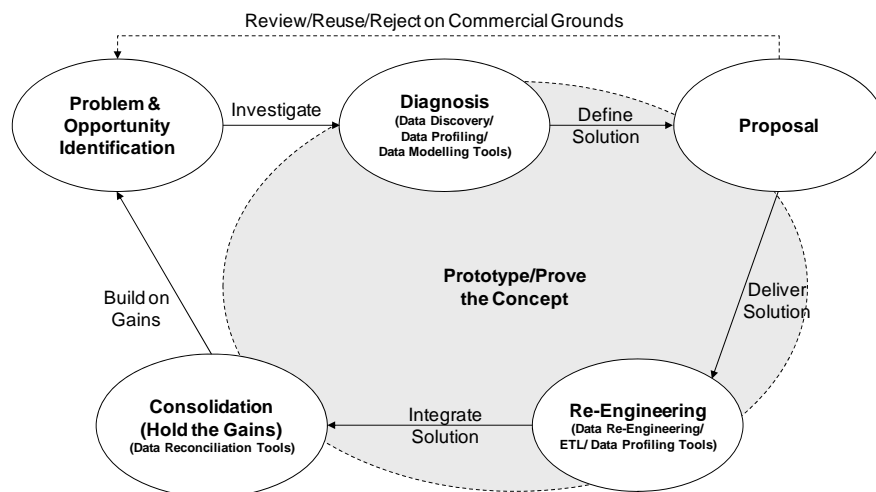 Review/Reuse/Reject on Commercial Grounds
Problem &
Opportunity
Identification
Investigate
Diagnosis
(Data Discovery/
Data Profiling/
Data Modelling Tools)
Define
Solution
Proposal
Prototype/Prove
the Concept
Build on
Gains
Deliver
Solution
Consolidation
(Hold the Gains)
(Data Reconciliation Tools)
Integrate
Solution
Re-Engineering
(Data Re-Engineering/
ETL/ Data Profiling Tools)